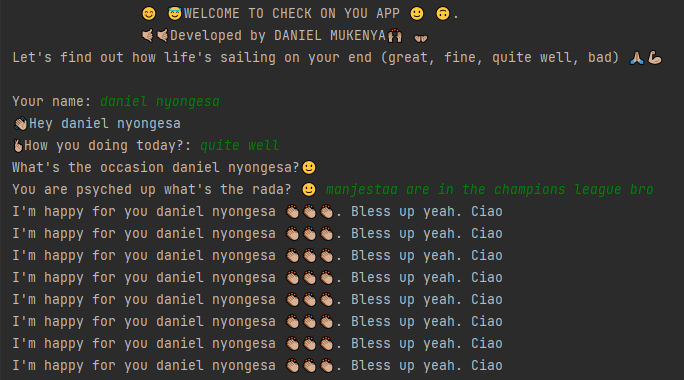 😊 😇WELCOME TO CHECK ON YOU APP 🙂 🙃.
🤙🏽🤙🏽Developed by DANIEL MUKENYA🙌🏽 👐🏽
Let's find out how life's sailing on your end (great, fine, quite well, bad) 🙏🏽💪🏽
Your name: daniel nyongesa
👋🏽Hey daniel nyongesa
How you doing today?: quite well
What's the occasion daniel nyongesa?🙂
You are psyched up what's the rada? 🙂 manjestaa are in the champions league bro
I'm happy for you daniel nyongesa 👏🏽👏🏽👏🏽. Bless up yeah. Ciao
I'm happy for you daniel nyongesa 👏🏽👏🏽👏🏽. Bless up yeah. Ciao
I'm happy for you daniel nyongesa 👏🏽👏🏽👏🏽. Bless up yeah. Ciao
I'm happy for you daniel nyongesa 👏🏽👏🏽👏🏽. Bless up yeah. Ciao
I'm happy for you daniel nyongesa 👏🏽👏🏽👏🏽. Bless up yeah. Ciao
I'm happy for you daniel nyongesa 👏🏽👏🏽👏🏽. Bless up yeah. Ciao
I'm happy for you daniel nyongesa 👏🏽👏🏽👏🏽. Bless up yeah. Ciao
I'm happy for you daniel nyongesa 👏🏽👏🏽👏🏽. Bless up yeah. Ciao